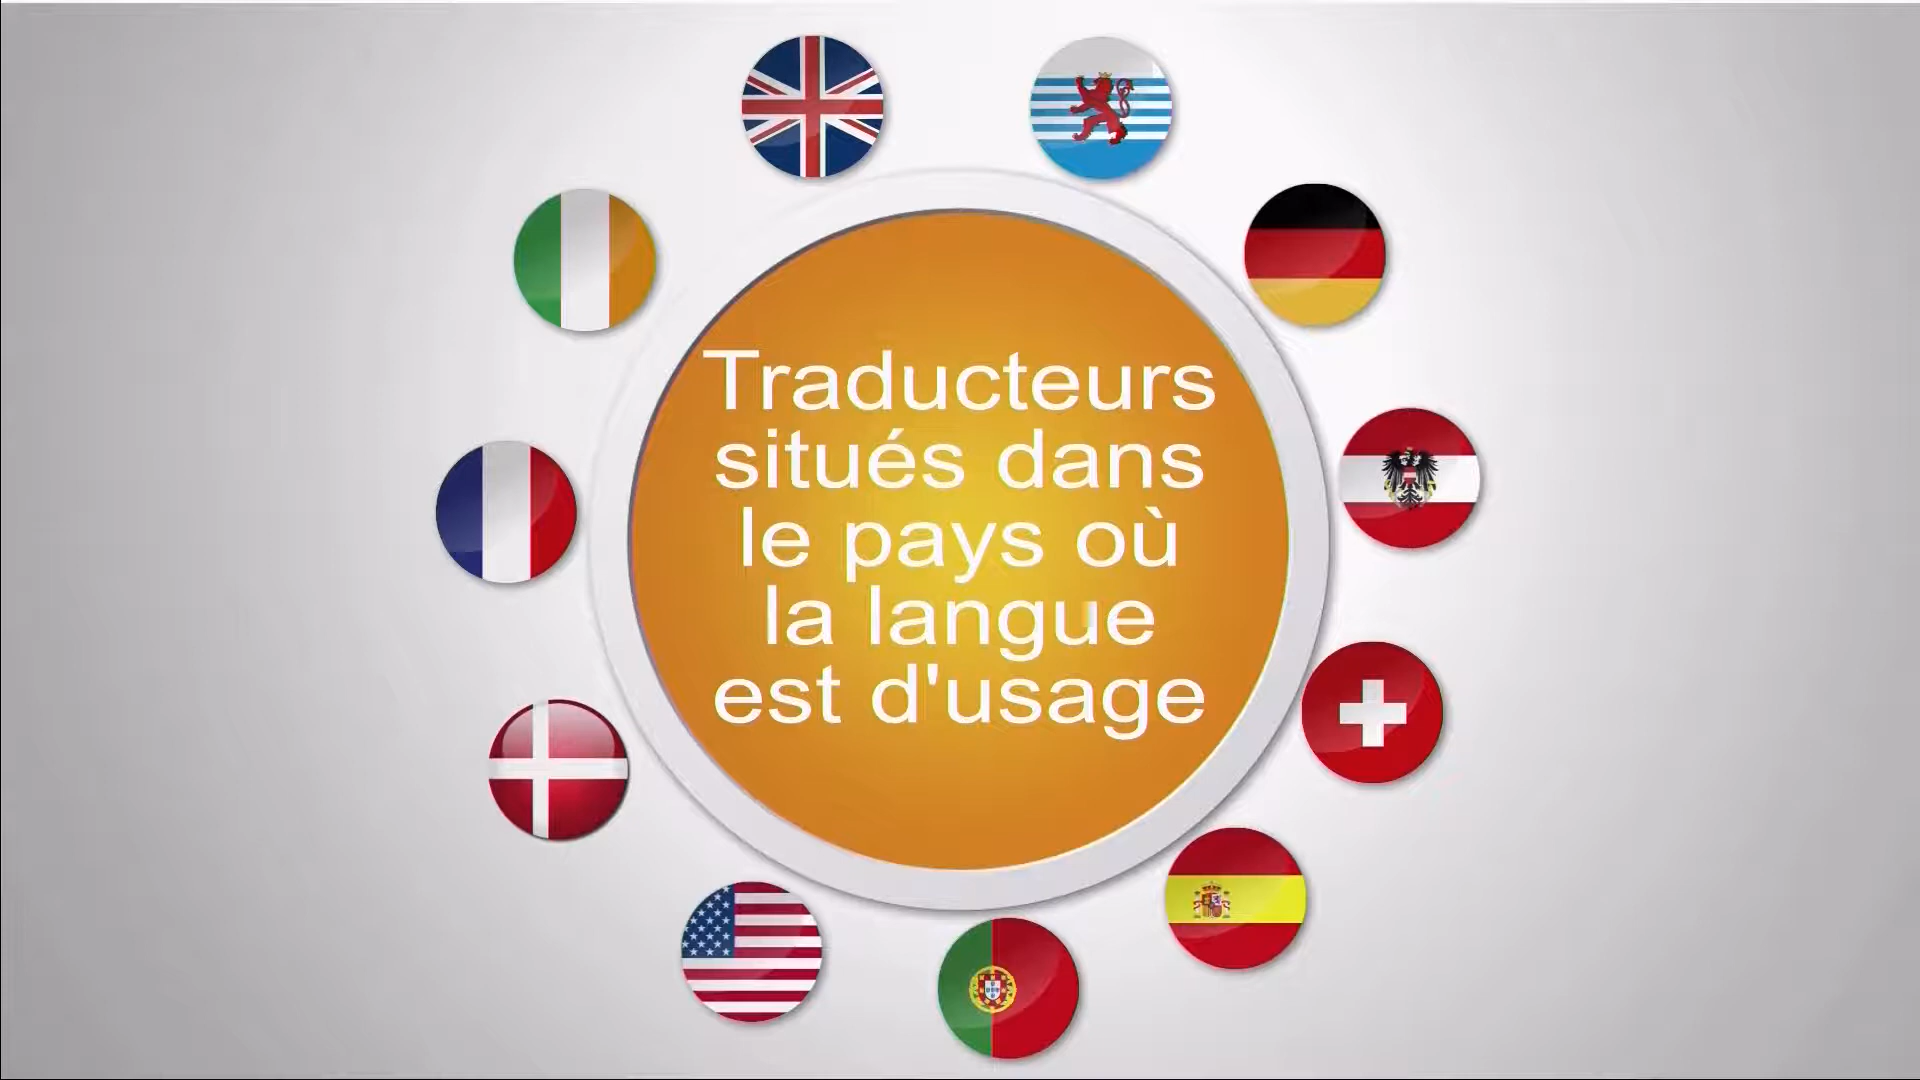 Traducteurs
situés dans
le pays où
la langue
est d'usage